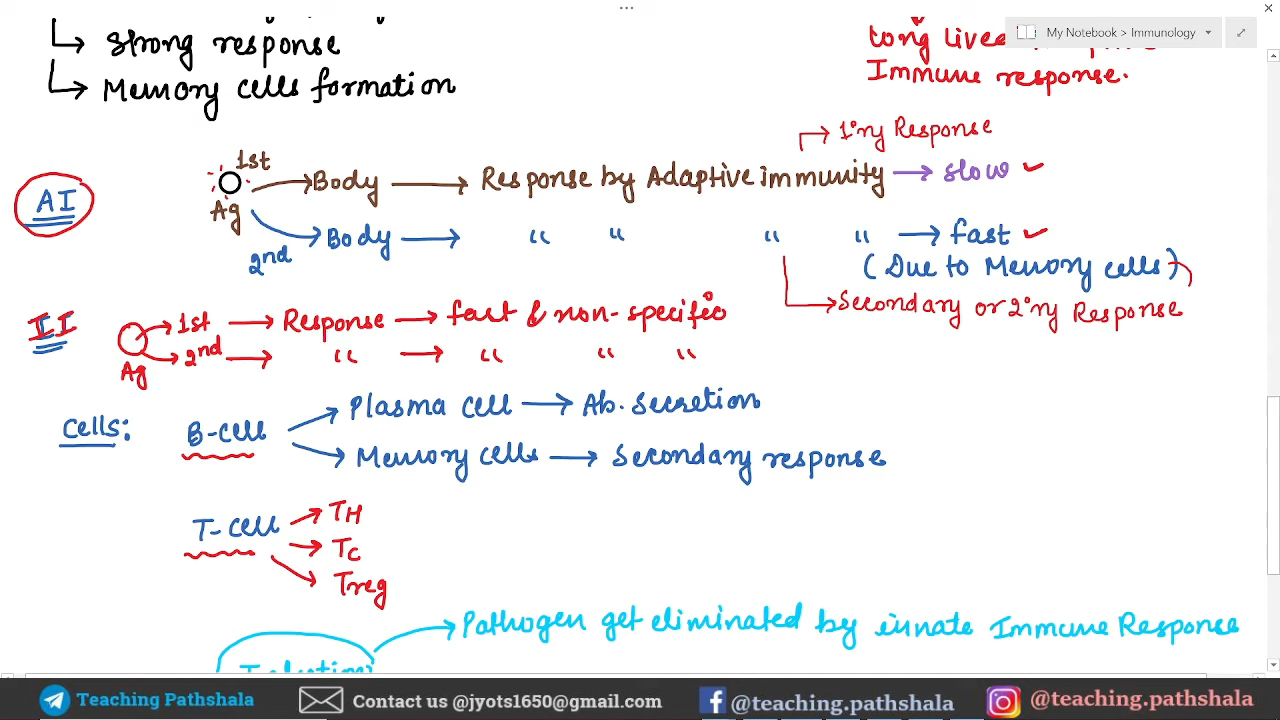 My Notebook > Immunology
↳ Strong response
↳ Memory cells formation
Long live
Immune response.
→ 1°ry Response
AI
1st
Ag → Body → Response by Adaptive immunity → slow ✓
2nd → Body → " " " " → fast ✓
(Due to Memory cells)
→ Secondary or 2°ry Response
II
Ag → 1st → Response → fast & non-specific
→ 2nd → " → " " "
Cells: B-cell → Plasma cell → Ab. Secretion
→ Memory cells → Secondary response
T-cell → TH
→ TC
→ Treg
→ Pathogen get eliminated by innate Immune Response
Teaching Pathshala
Contact us @jyots1650@gmail.com
@teaching.pathshala
@teaching.pathshala